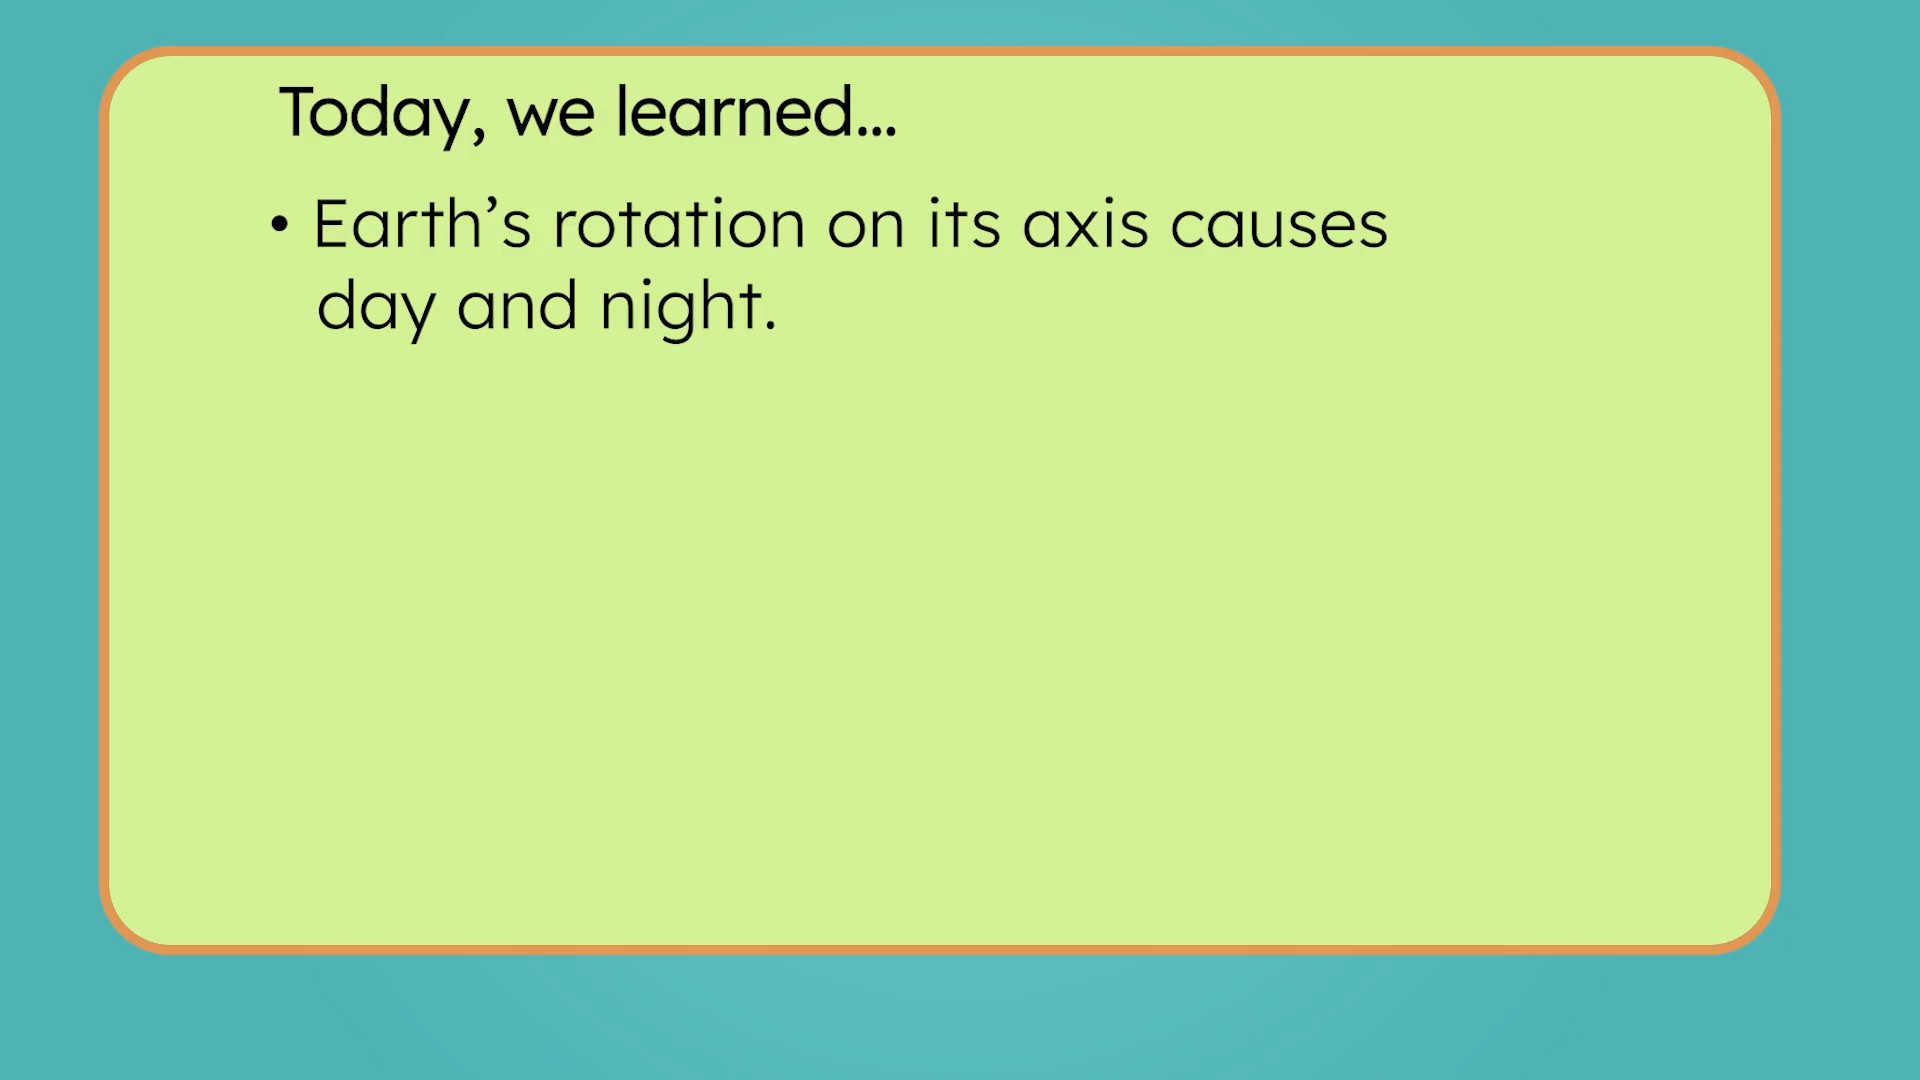 Today, we learned...
• Earth’s rotation on its axis causes
day and night.